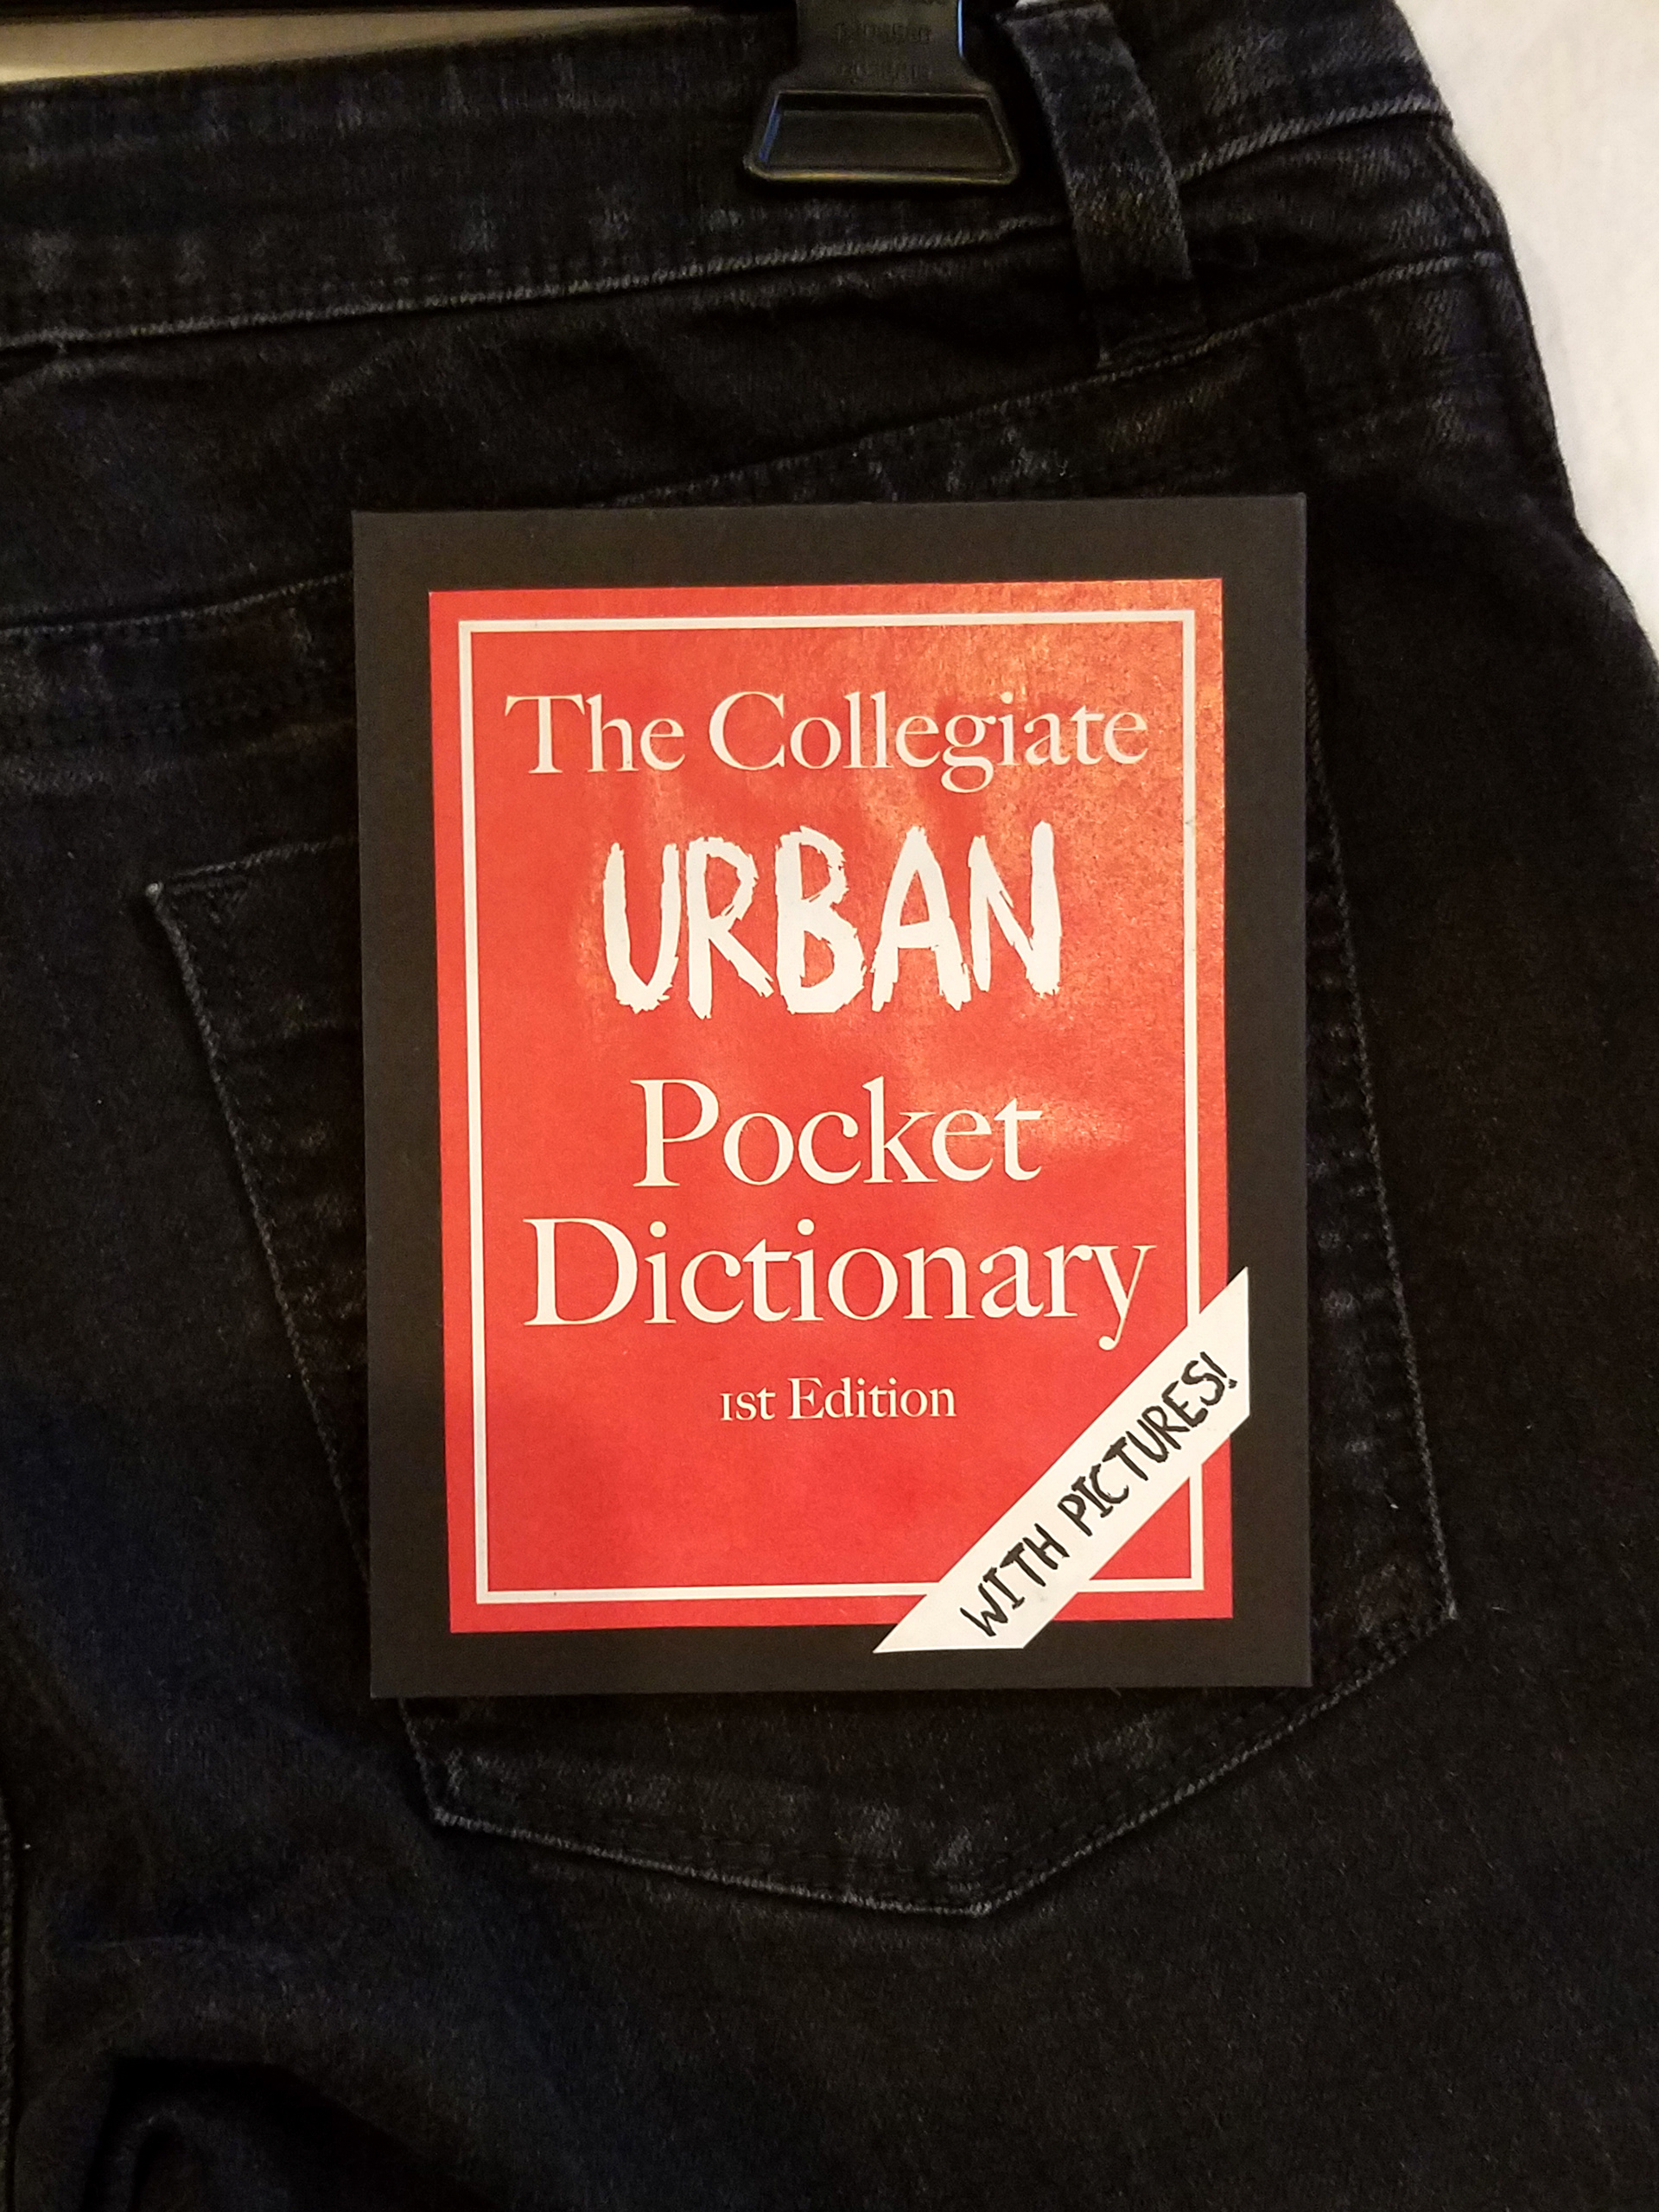 The Collegiate
URBAN
Pocket
Dictionary
1st Edition
WITH PICTURES!